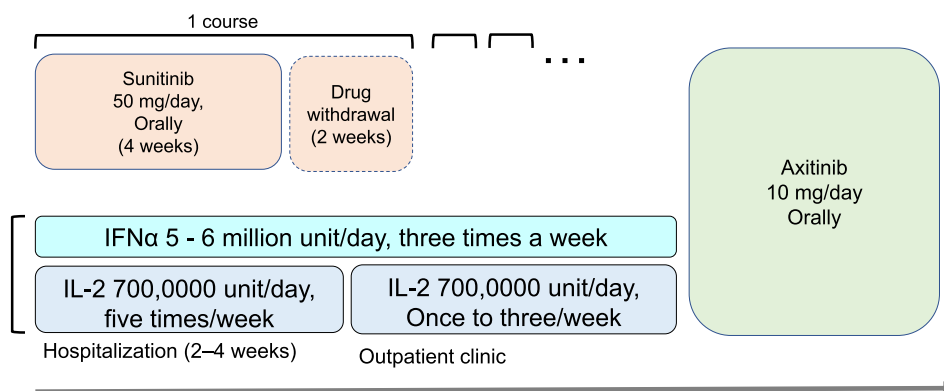 1 course
Sunitinib
50 mg/day,
Orally
(4 weeks)
Drug
withdrawal
(2 weeks)
...
Axitinib
10 mg/day
Orally
IFNα 5 - 6 million unit/day, three times a week
IL-2 700,0000 unit/day,
five times/week
IL-2 700,0000 unit/day,
Once to three/week
Hospitalization (2–4 weeks)
Outpatient clinic